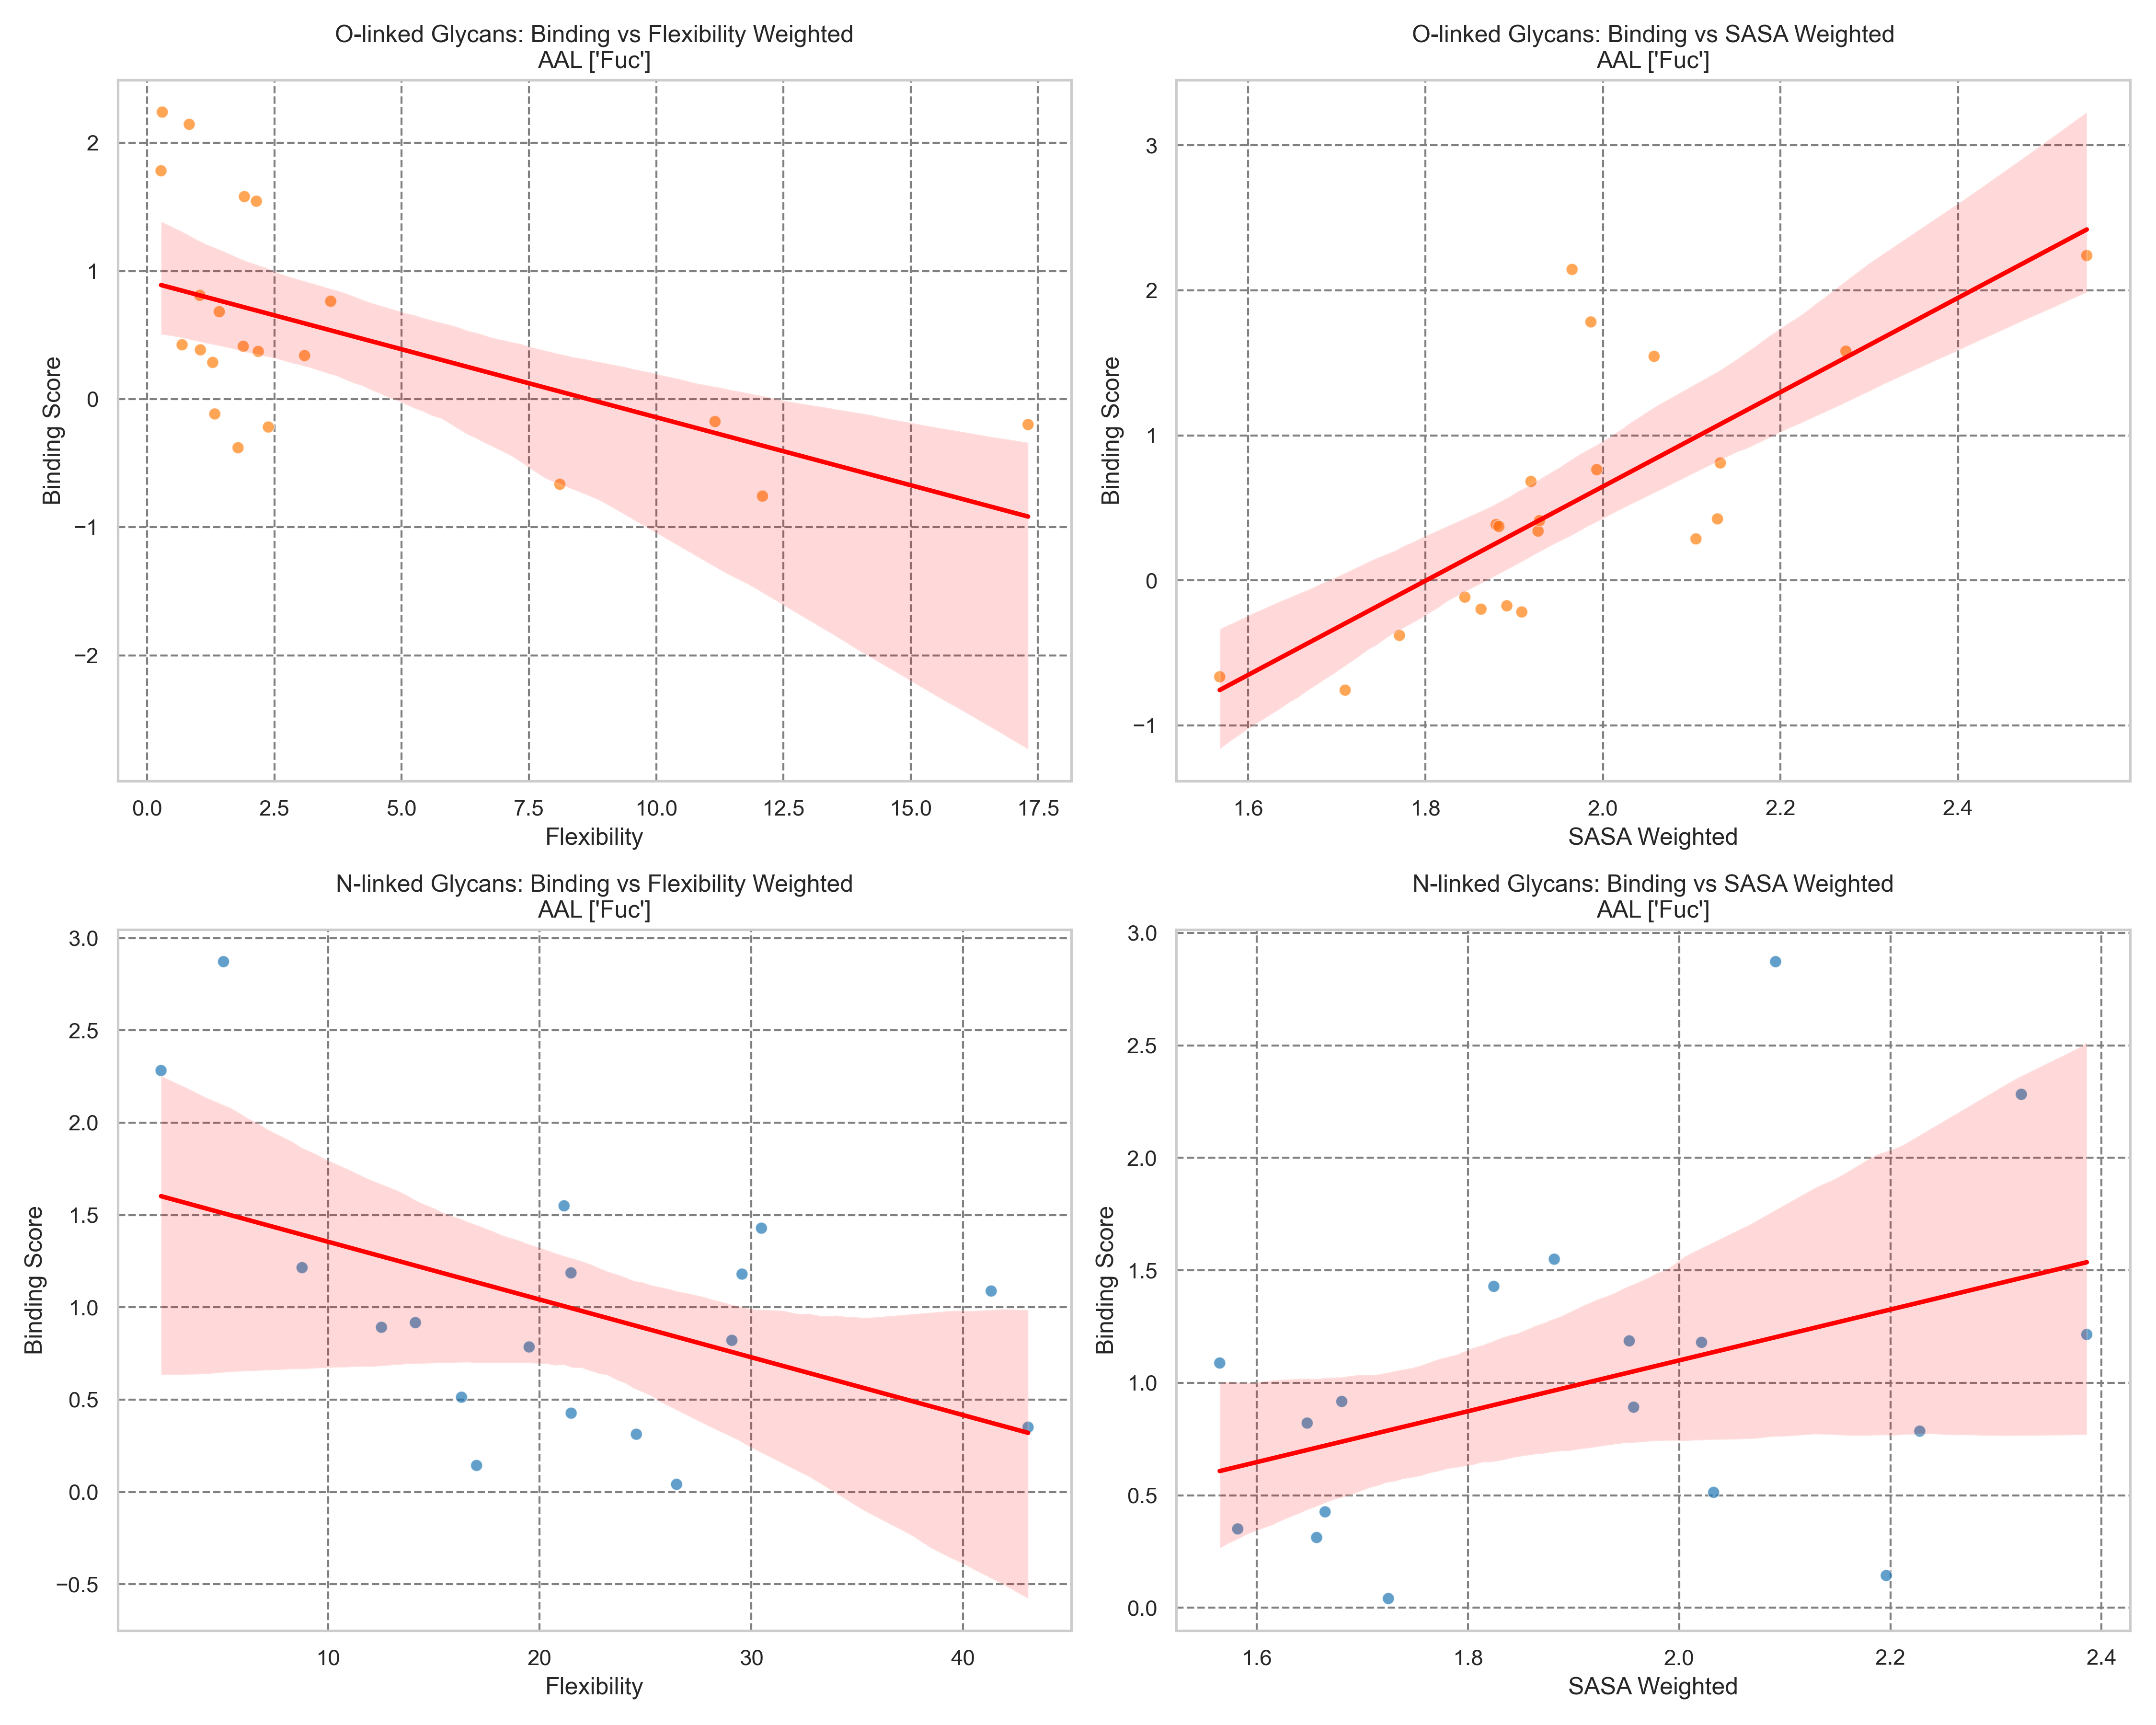 O-linked Glycans: Binding vs Flexibility Weighted
AAL ['Fuc']
2
1
0
−1
−2
Binding Score
0.0 2.5 5.0 7.5 10.0 12.5 15.0 17.5
Flexibility
O-linked Glycans: Binding vs SASA Weighted
AAL ['Fuc']
3
2
1
0
−1
Binding Score
1.6 1.8 2.0 2.2 2.4
SASA Weighted
N-linked Glycans: Binding vs Flexibility Weighted
AAL ['Fuc']
3.0
2.5
2.0
1.5
1.0
0.5
0.0
−0.5
Binding Score
10 20 30 40
Flexibility
N-linked Glycans: Binding vs SASA Weighted
AAL ['Fuc']
3.0
2.5
2.0
1.5
1.0
0.5
0.0
Binding Score
1.6 1.8 2.0 2.2 2.4
SASA Weighted